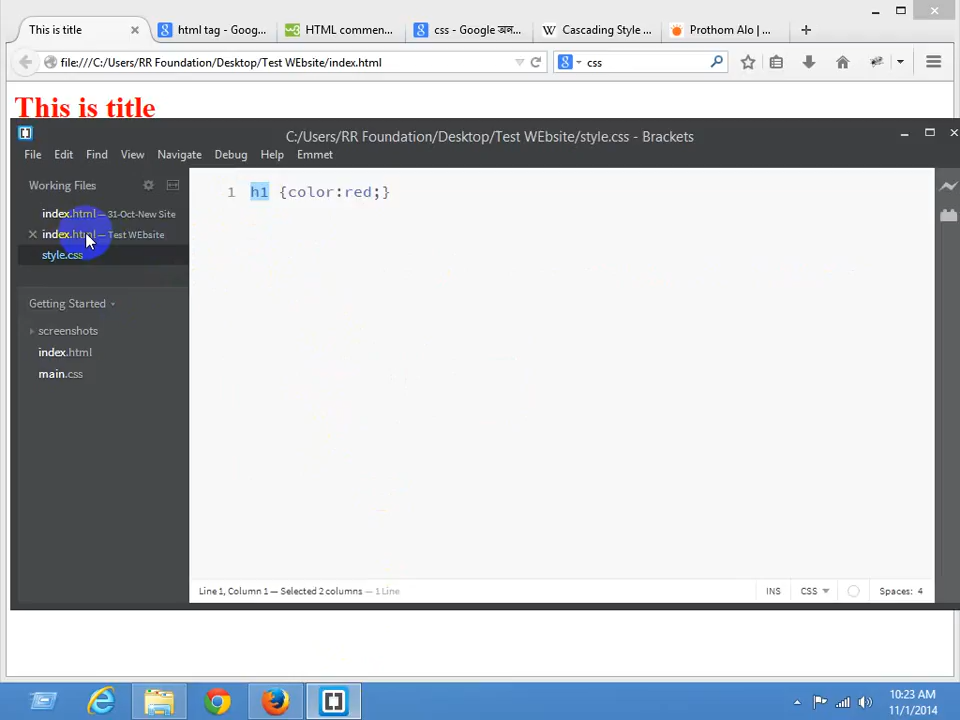 This is title
html tag - Goog...
HTML commen...
css - Google অন...
Cascading Style ...
Prothom Alo | ...
file:///C:/Users/RR Foundation/Desktop/Test WEbsite/index.html
css
This is title
C:/Users/RR Foundation/Desktop/Test WEbsite/style.css - Brackets
File Edit Find View Navigate Debug Help Emmet
Working Files
index.html — 31-Oct-New Site
index.html — Test WEbsite
style.css
Getting Started
screenshots
index.html
main.css
1 h1 {color:red;}
Line 1, Column 1 — Selected 2 columns — 1 Line
INS CSS Spaces: 4
10:23 AM
11/1/2014